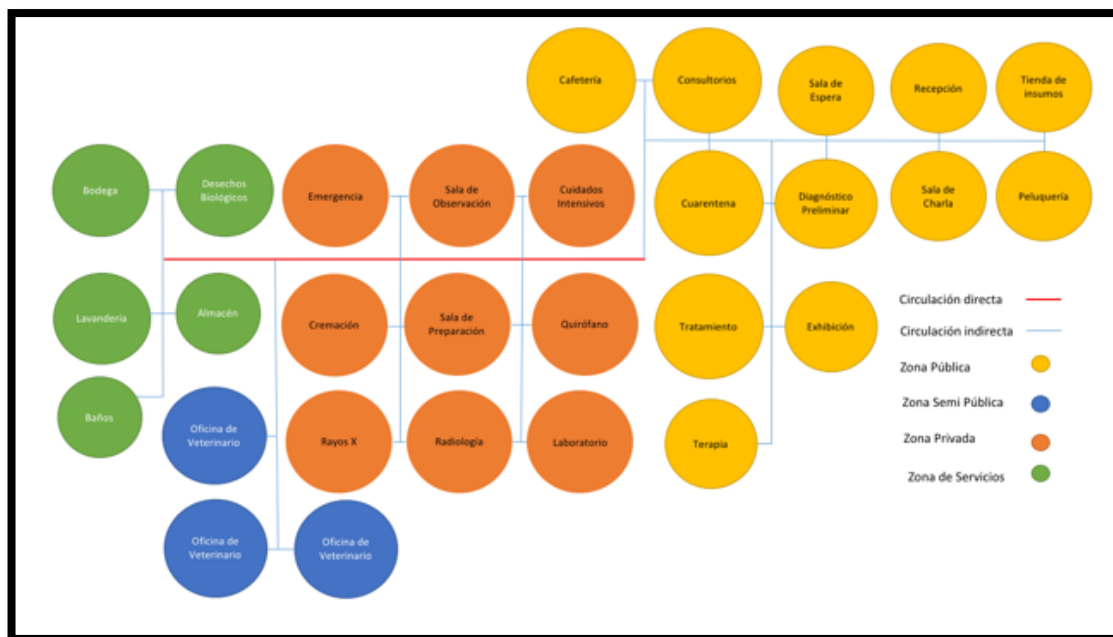 Cafetería
Consultorios
Sala de
Espera
Recepción
Tienda de
insumos
Bodega
Desechos
Biológicos
Emergencia
Sala de
Observación
Cuidados
Intensivos
Cuarentena
Diagnóstico
Preliminar
Sala de
Charla
Peluquería
Lavandería
Almacén
Cremación
Sala de
Preparación
Quirófano
Tratamiento
Exhibición
Baños
Oficina de
Veterinario
Rayos X
Radiología
Laboratorio
Terapia
Oficina de
Veterinario
Oficina de
Veterinario
Circulación directa
Circulación indirecta
Zona Pública
Zona Semi Pública
Zona Privada
Zona de Servicios